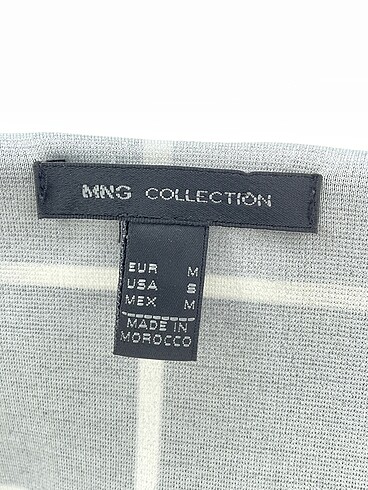 MNG COLLECTION
EUR M
USA S
MEX M
MADE IN
MOROCCO